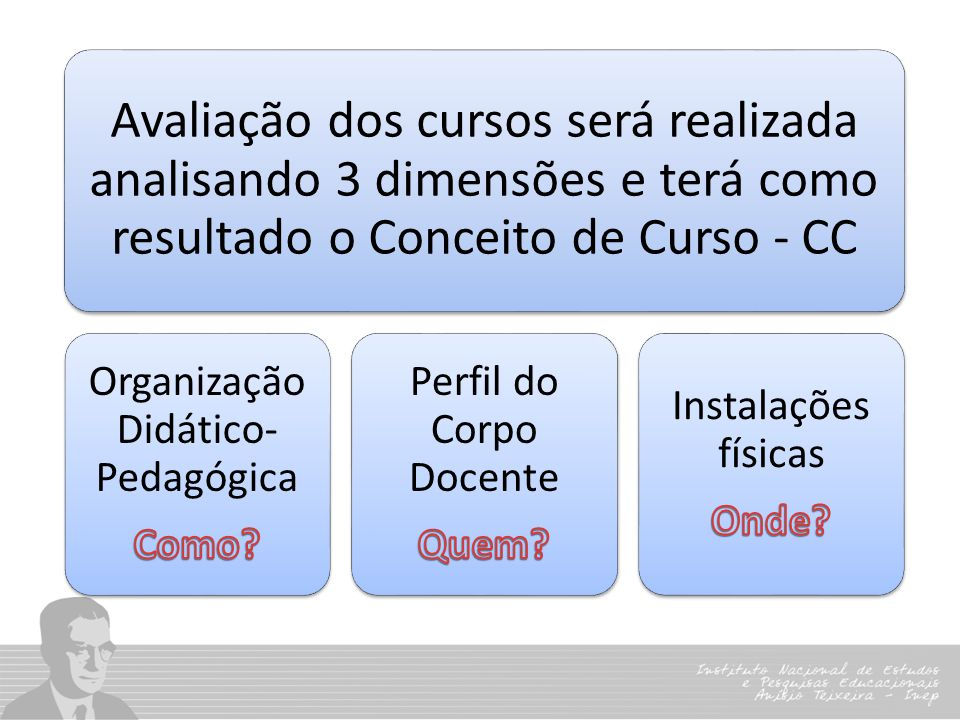 Avaliação dos cursos será realizada
analisando 3 dimensões e terá como
resultado o Conceito de Curso - CC
Organização
Didático-
Pedagógica
Como?
Perfil do
Corpo
Docente
Quem?
Instalações
físicas
Onde?
Instituto Nacional de Estudos
e Pesquisas Educacionais
Anísio Teixeira - Inep